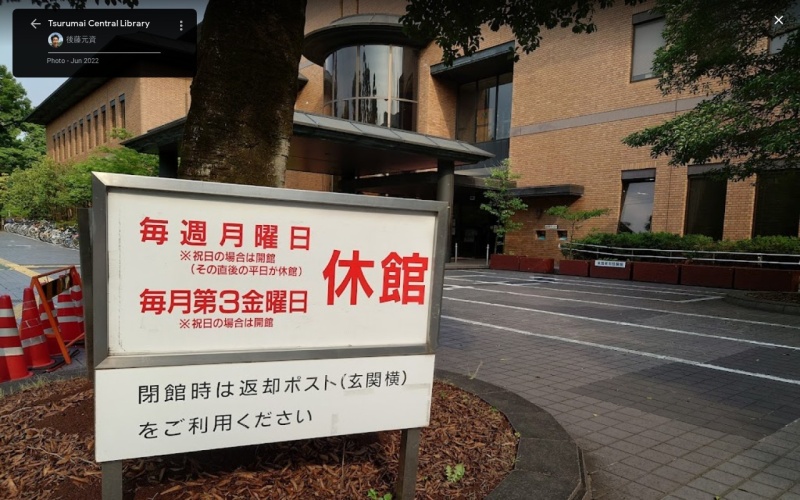 Tsurumai Central Library
後藤元資
Photo - Jun 2022
毎週月曜日
※祝日の場合は開館
(その直後の平日が休館)
毎月第3金曜日
※祝日の場合は開館
休館
閉館時は返却ポスト(玄関横)
をご利用ください